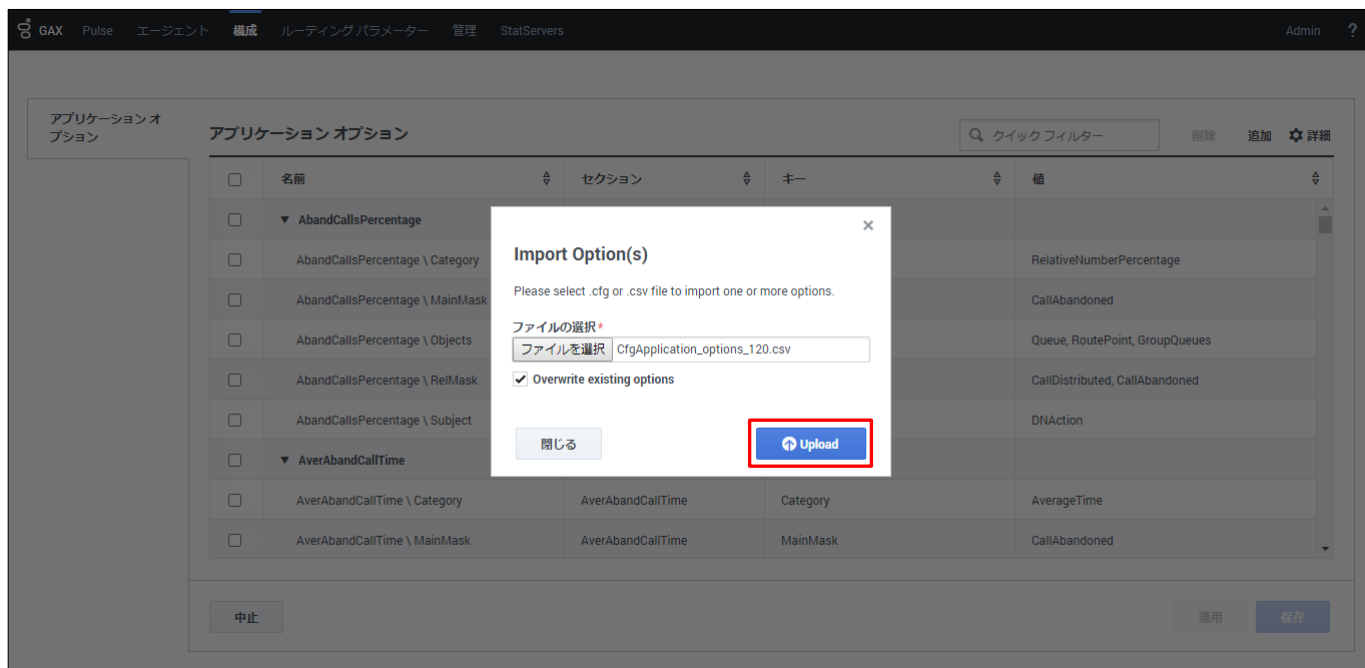 GAX Pulse エージェント 構成 ルーティング パラメーター 管理 StatServers Admin ?
アプリケーション オ
プション
アプリケーション オプション
クイック フィルター 削除 追加 詳細
名前 セクション キー 値
AbandCallsPercentage
AbandCallsPercentage \ Category RelativeNumberPercentage
AbandCallsPercentage \ MainMask CallAbandoned
AbandCallsPercentage \ Objects Queue, RoutePoint, GroupQueues
AbandCallsPercentage \ RelMask CallDistributed, CallAbandoned
AbandCallsPercentage \ Subject DNAction
AverAbandCallTime
AverAbandCallTime \ Category AverAbandCallTime Category AverageTime
AverAbandCallTime \ MainMask AverAbandCallTime MainMask CallAbandoned
中止 適用 保存
×
Import Option(s)
Please select .cfg or .csv file to import one or more options.
ファイルの選択*
ファイルを選択 CfgApplication_options_120.csv
Overwrite existing options
閉じる Upload